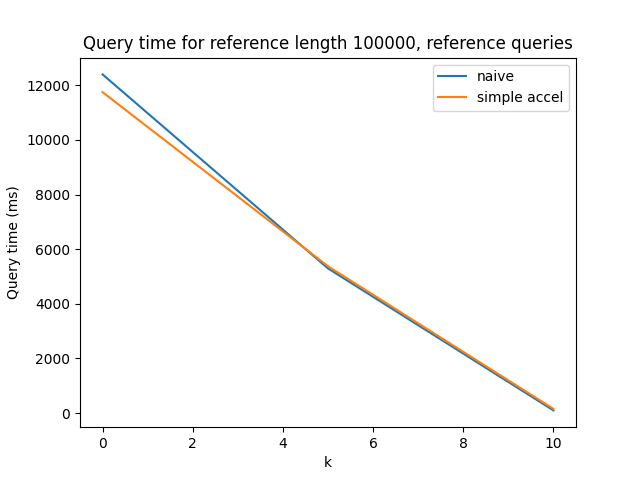 Query time for reference length 100000, reference queries
naive
simple accel
12000
10000
8000
6000
4000
2000
0
Query time (ms)
0 2 4 6 8 10
k